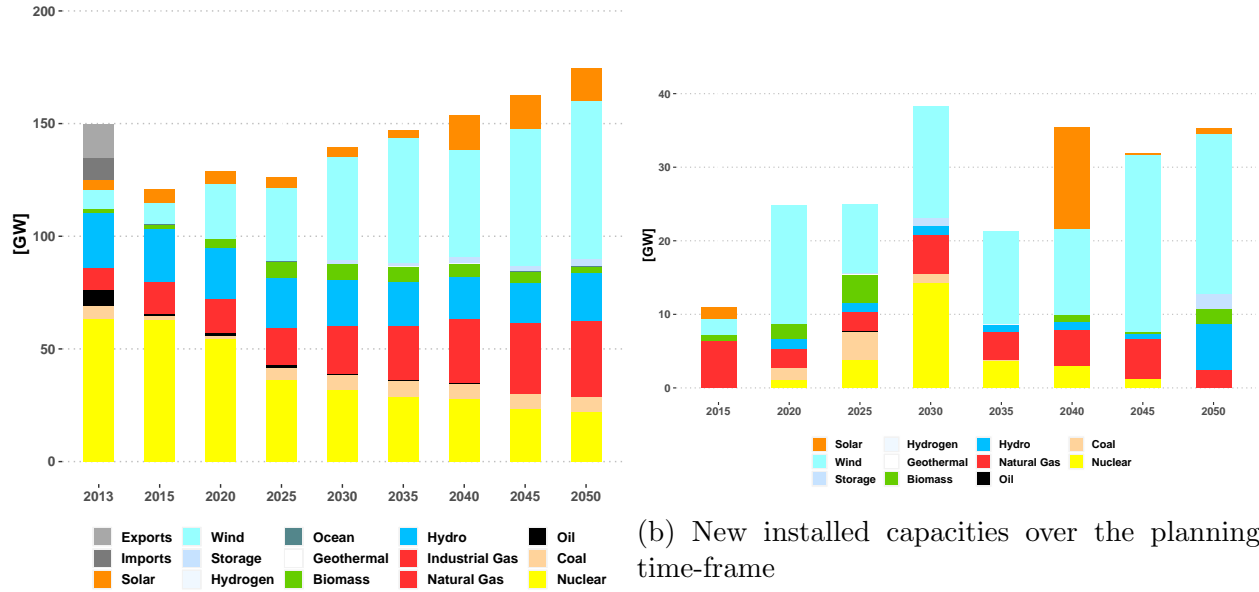 200
150
100
50
0
[GW]
2013 2015 2020 2025 2030 2035 2040 2045 2050
Exports Wind Ocean Hydro Oil
Imports Storage Geothermal Industrial Gas Coal
Solar Hydrogen Biomass Natural Gas Nuclear
40
30
20
10
0
[GW]
2015 2020 2025 2030 2035 2040 2045 2050
Solar Hydrogen Hydro Coal
Wind Geothermal Natural Gas Nuclear
Storage Biomass Oil
(b) New installed capacities over the planning
time-frame